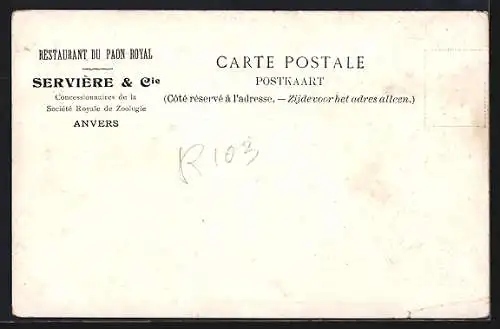 RESTAURANT DU PAON ROYAL
SERVIÈRE & Cie
Concessionnaires de la
Société Royale de Zoologie
ANVERS
CARTE POSTALE
POSTKAART
(Côté réservé à l'adresse. — Zijde voor het adres alleen.)
R103